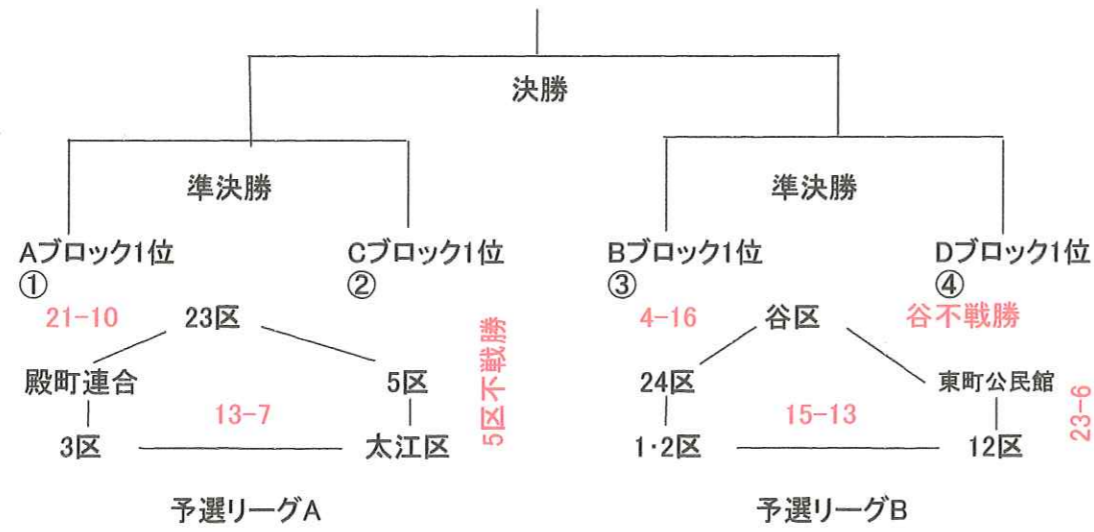 決勝
準決勝
準決勝
Aブロック1位
Cブロック1位
Bブロック1位
Dブロック1位
①
②
③
④
21-10
23区
5区不戦勝
4-16
谷区
谷不戦勝
殿町連合
5区
24区
東町公民館
13-7
15-13
23-6
3区
太江区
1・2区
12区
予選リーグA
予選リーグB